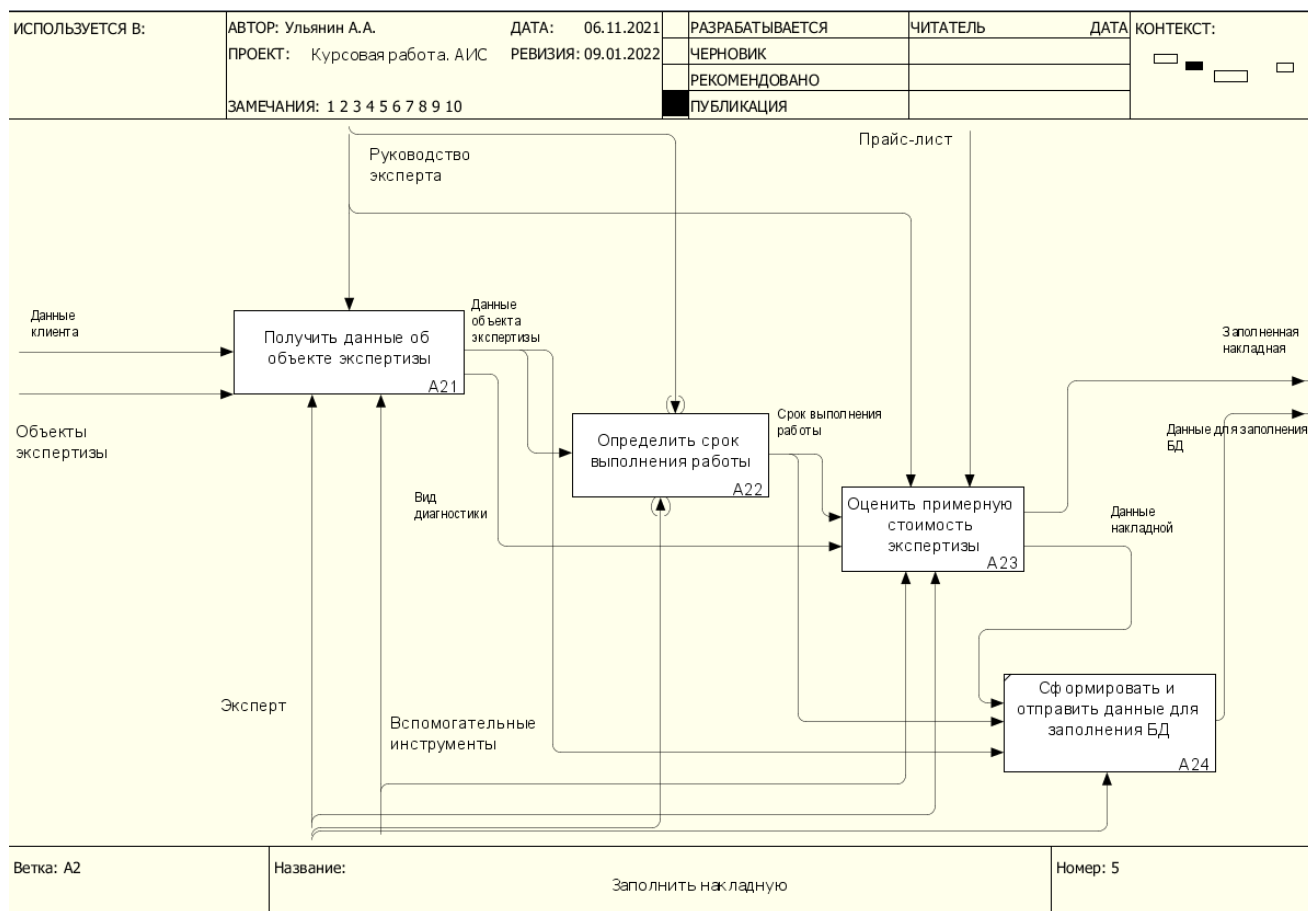 ИСПОЛЬЗУЕТСЯ В:
АВТОР: Ульянин А.А.
ДАТА: 06.11.2021
ПРОЕКТ: Курсовая работа. АИС
РЕВИЗИЯ: 09.01.2022
ЗАМЕЧАНИЯ: 1 2 3 4 5 6 7 8 9 10
РАЗРАБАТЫВАЕТСЯ
ЧЕРНОВИК
РЕКОМЕНДОВАНО
ПУБЛИКАЦИЯ
ЧИТАТЕЛЬ
ДАТА
КОНТЕКСТ:
Руководство
эксперта
Прайс-лист
Данные
клиента
Объекты
экспертизы
Получить данные об
объекте экспертизы
A21
Данные
объекта
экспертизы
Вид
диагностики
Определить срок
выполнения работы
A22
Срок выполнения
работы
Оценить примерную
стоимость
экспертизы
A23
Заполненная
накладная
Данные для заполнения
БД
Данные
накладной
Эксперт
Вспомогательные
инструменты
Сформировать и
отправить данные для
заполнения БД
A24
Ветка: A2
Название:
Заполнить накладную
Номер: 5